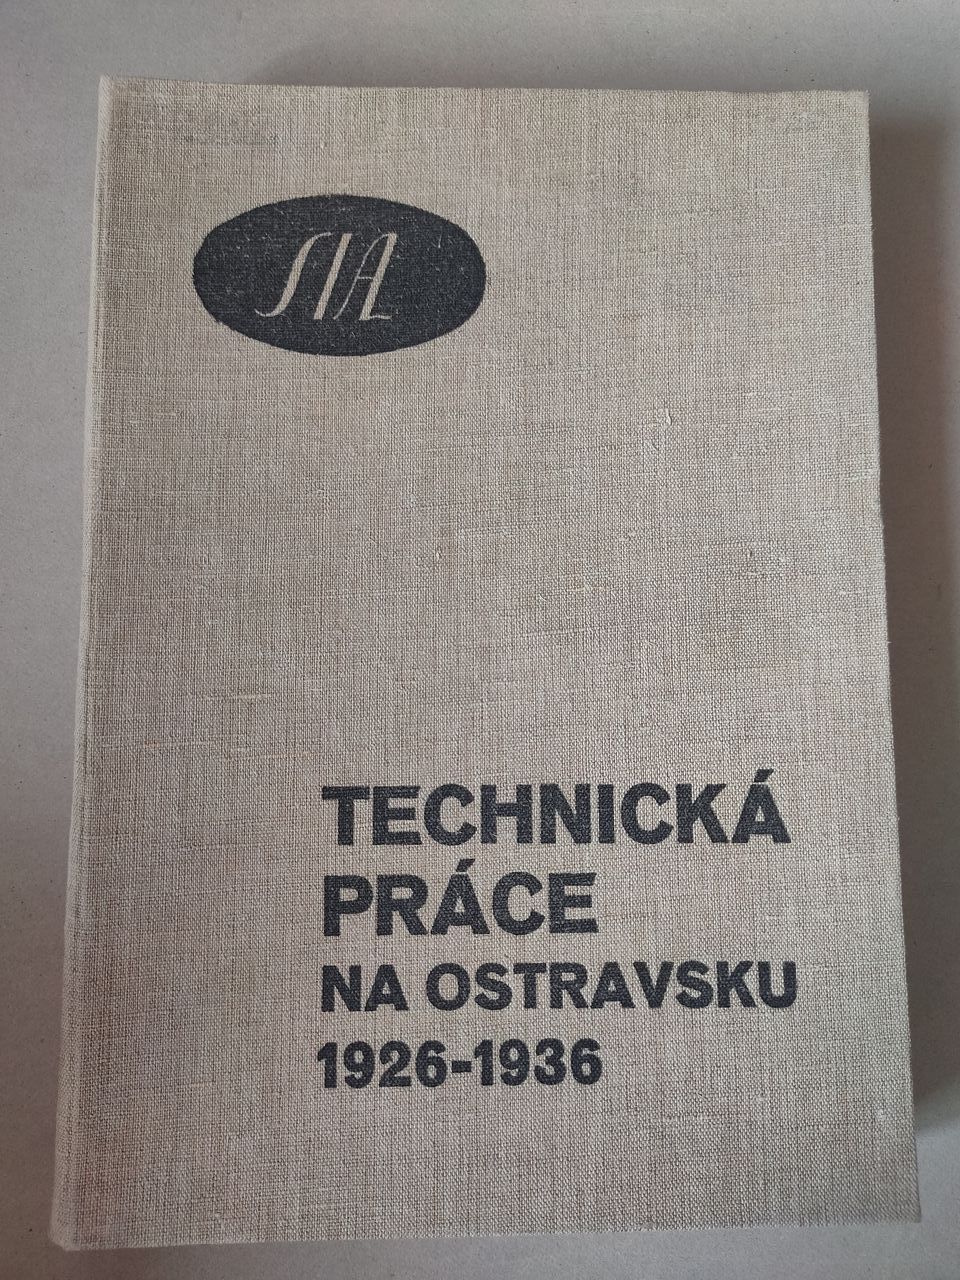 SIA
TECHNICKÁ
PRÁCE
NA OSTRAVSKU
1926-1936